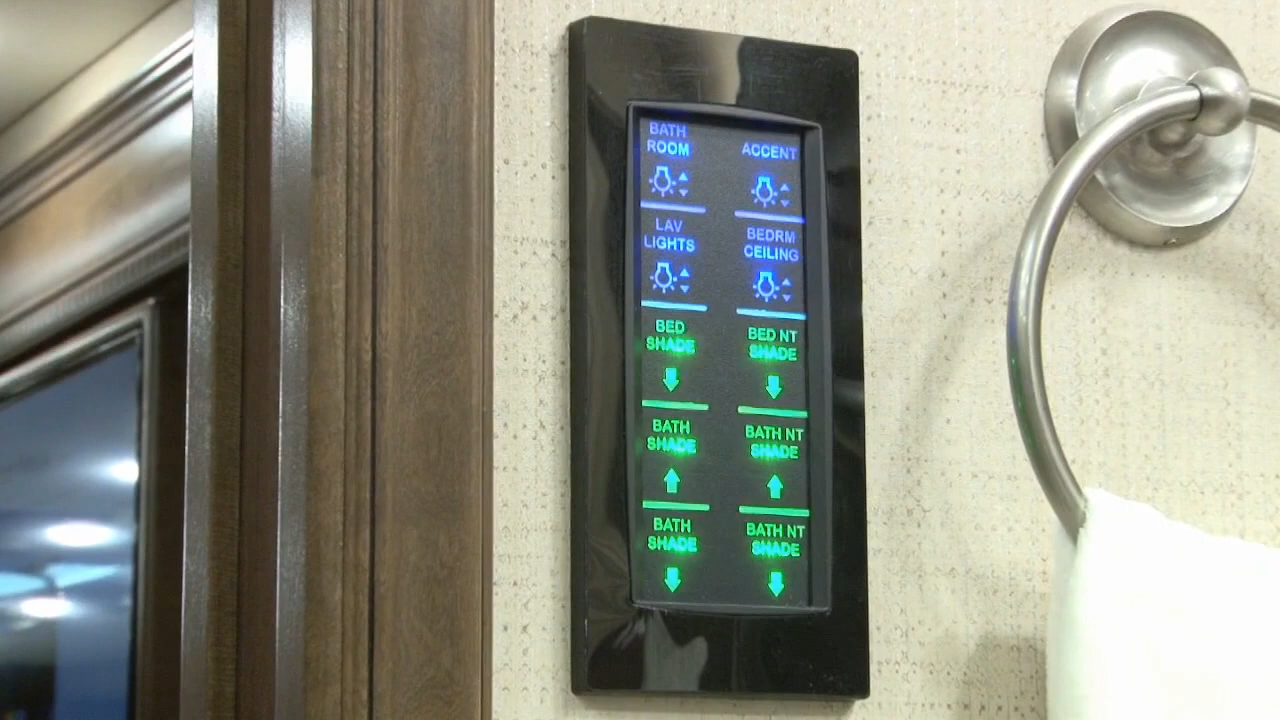 BATH
ROOM
ACCENT
LAV
LIGHTS
BEDRM
CEILING
BED
SHADE
BED NT
SHADE
BATH
SHADE
BATH NT
SHADE
BATH
SHADE
BATH NT
SHADE